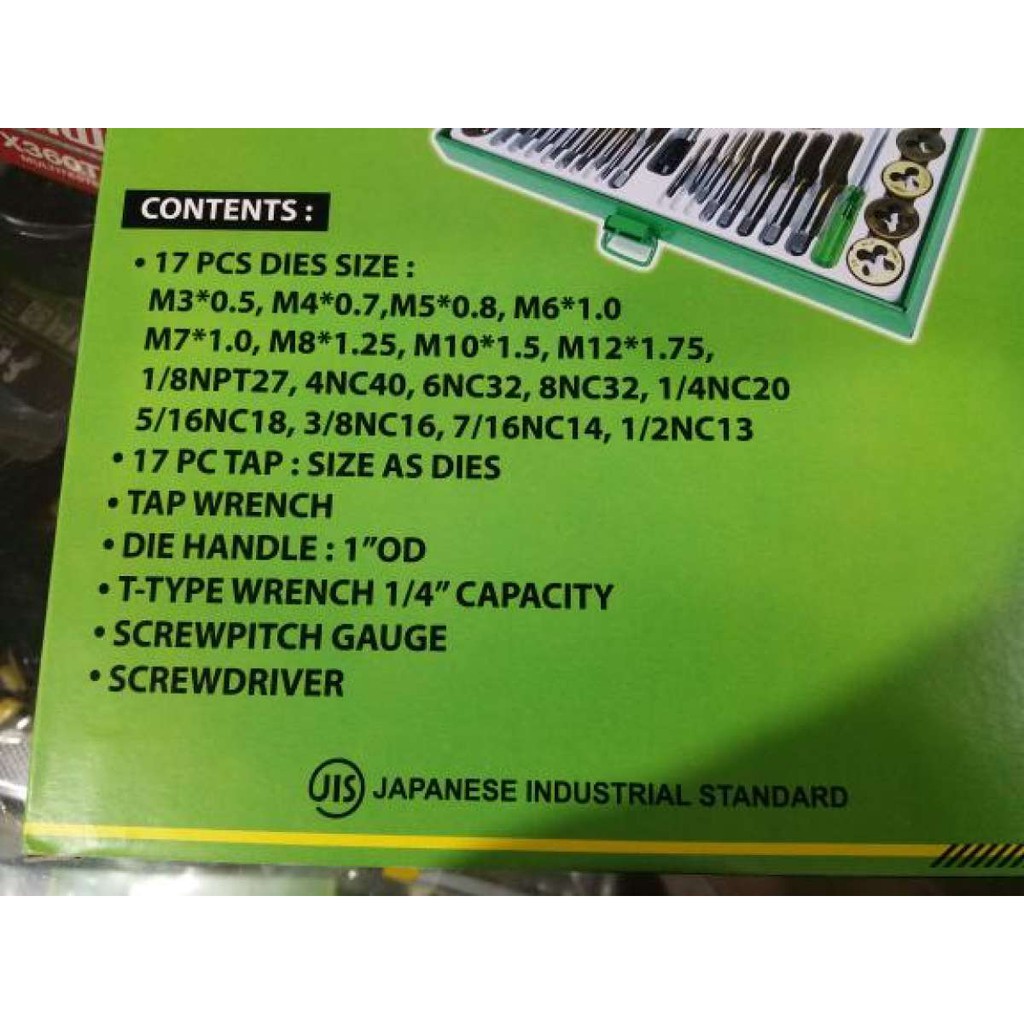 X360T
CONTENTS :
• 17 PCS DIES SIZE :
M3*0.5, M4*0.7,M5*0.8, M6*1.0
M7*1.0, M8*1.25, M10*1.5, M12*1.75,
1/8NPT27, 4NC40, 6NC32, 8NC32, 1/4NC20
5/16NC18, 3/8NC16, 7/16NC14, 1/2NC13
• 17 PC TAP : SIZE AS DIES
• TAP WRENCH
• DIE HANDLE : 1”OD
• T-TYPE WRENCH 1/4” CAPACITY
• SCREWPITCH GAUGE
• SCREWDRIVER
JIS JAPANESE INDUSTRIAL STANDARD